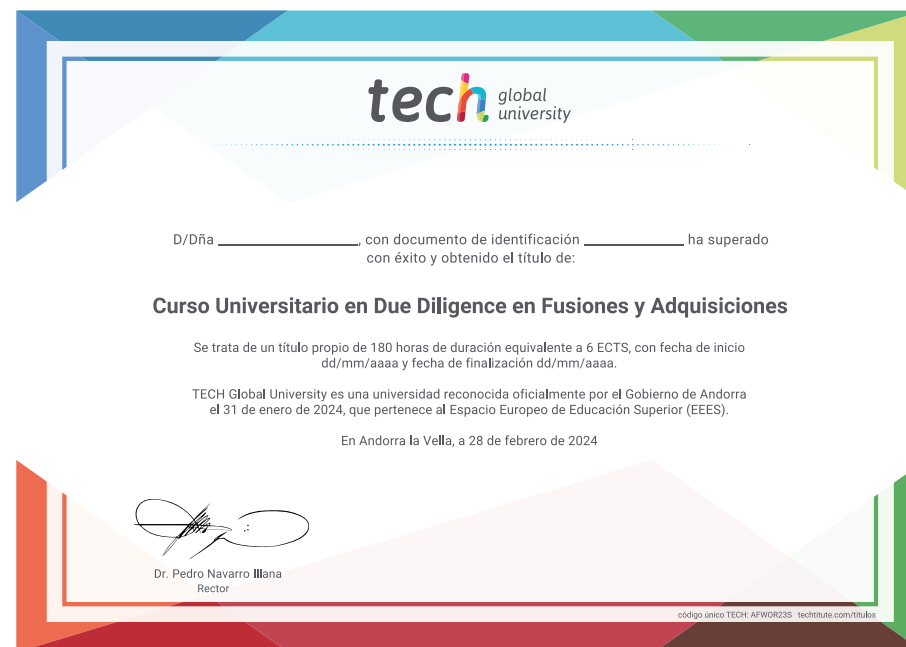 tech global university
D/Dña ________________, con documento de identificación ____________ ha superado
con éxito y obtenido el título de:
Curso Universitario en Due Diligence en Fusiones y Adquisiciones
Se trata de un título propio de 180 horas de duración equivalente a 6 ECTS, con fecha de inicio
dd/mm/aaaa y fecha de finalización dd/mm/aaaa.
TECH Global University es una universidad reconocida oficialmente por el Gobierno de Andorra
el 31 de enero de 2024, que pertenece al Espacio Europeo de Educación Superior (EEES).
En Andorra la Vella, a 28 de febrero de 2024
Dr. Pedro Navarro Illana
Rector
código único TECH: AFWOR23S techtitute.com/titulos